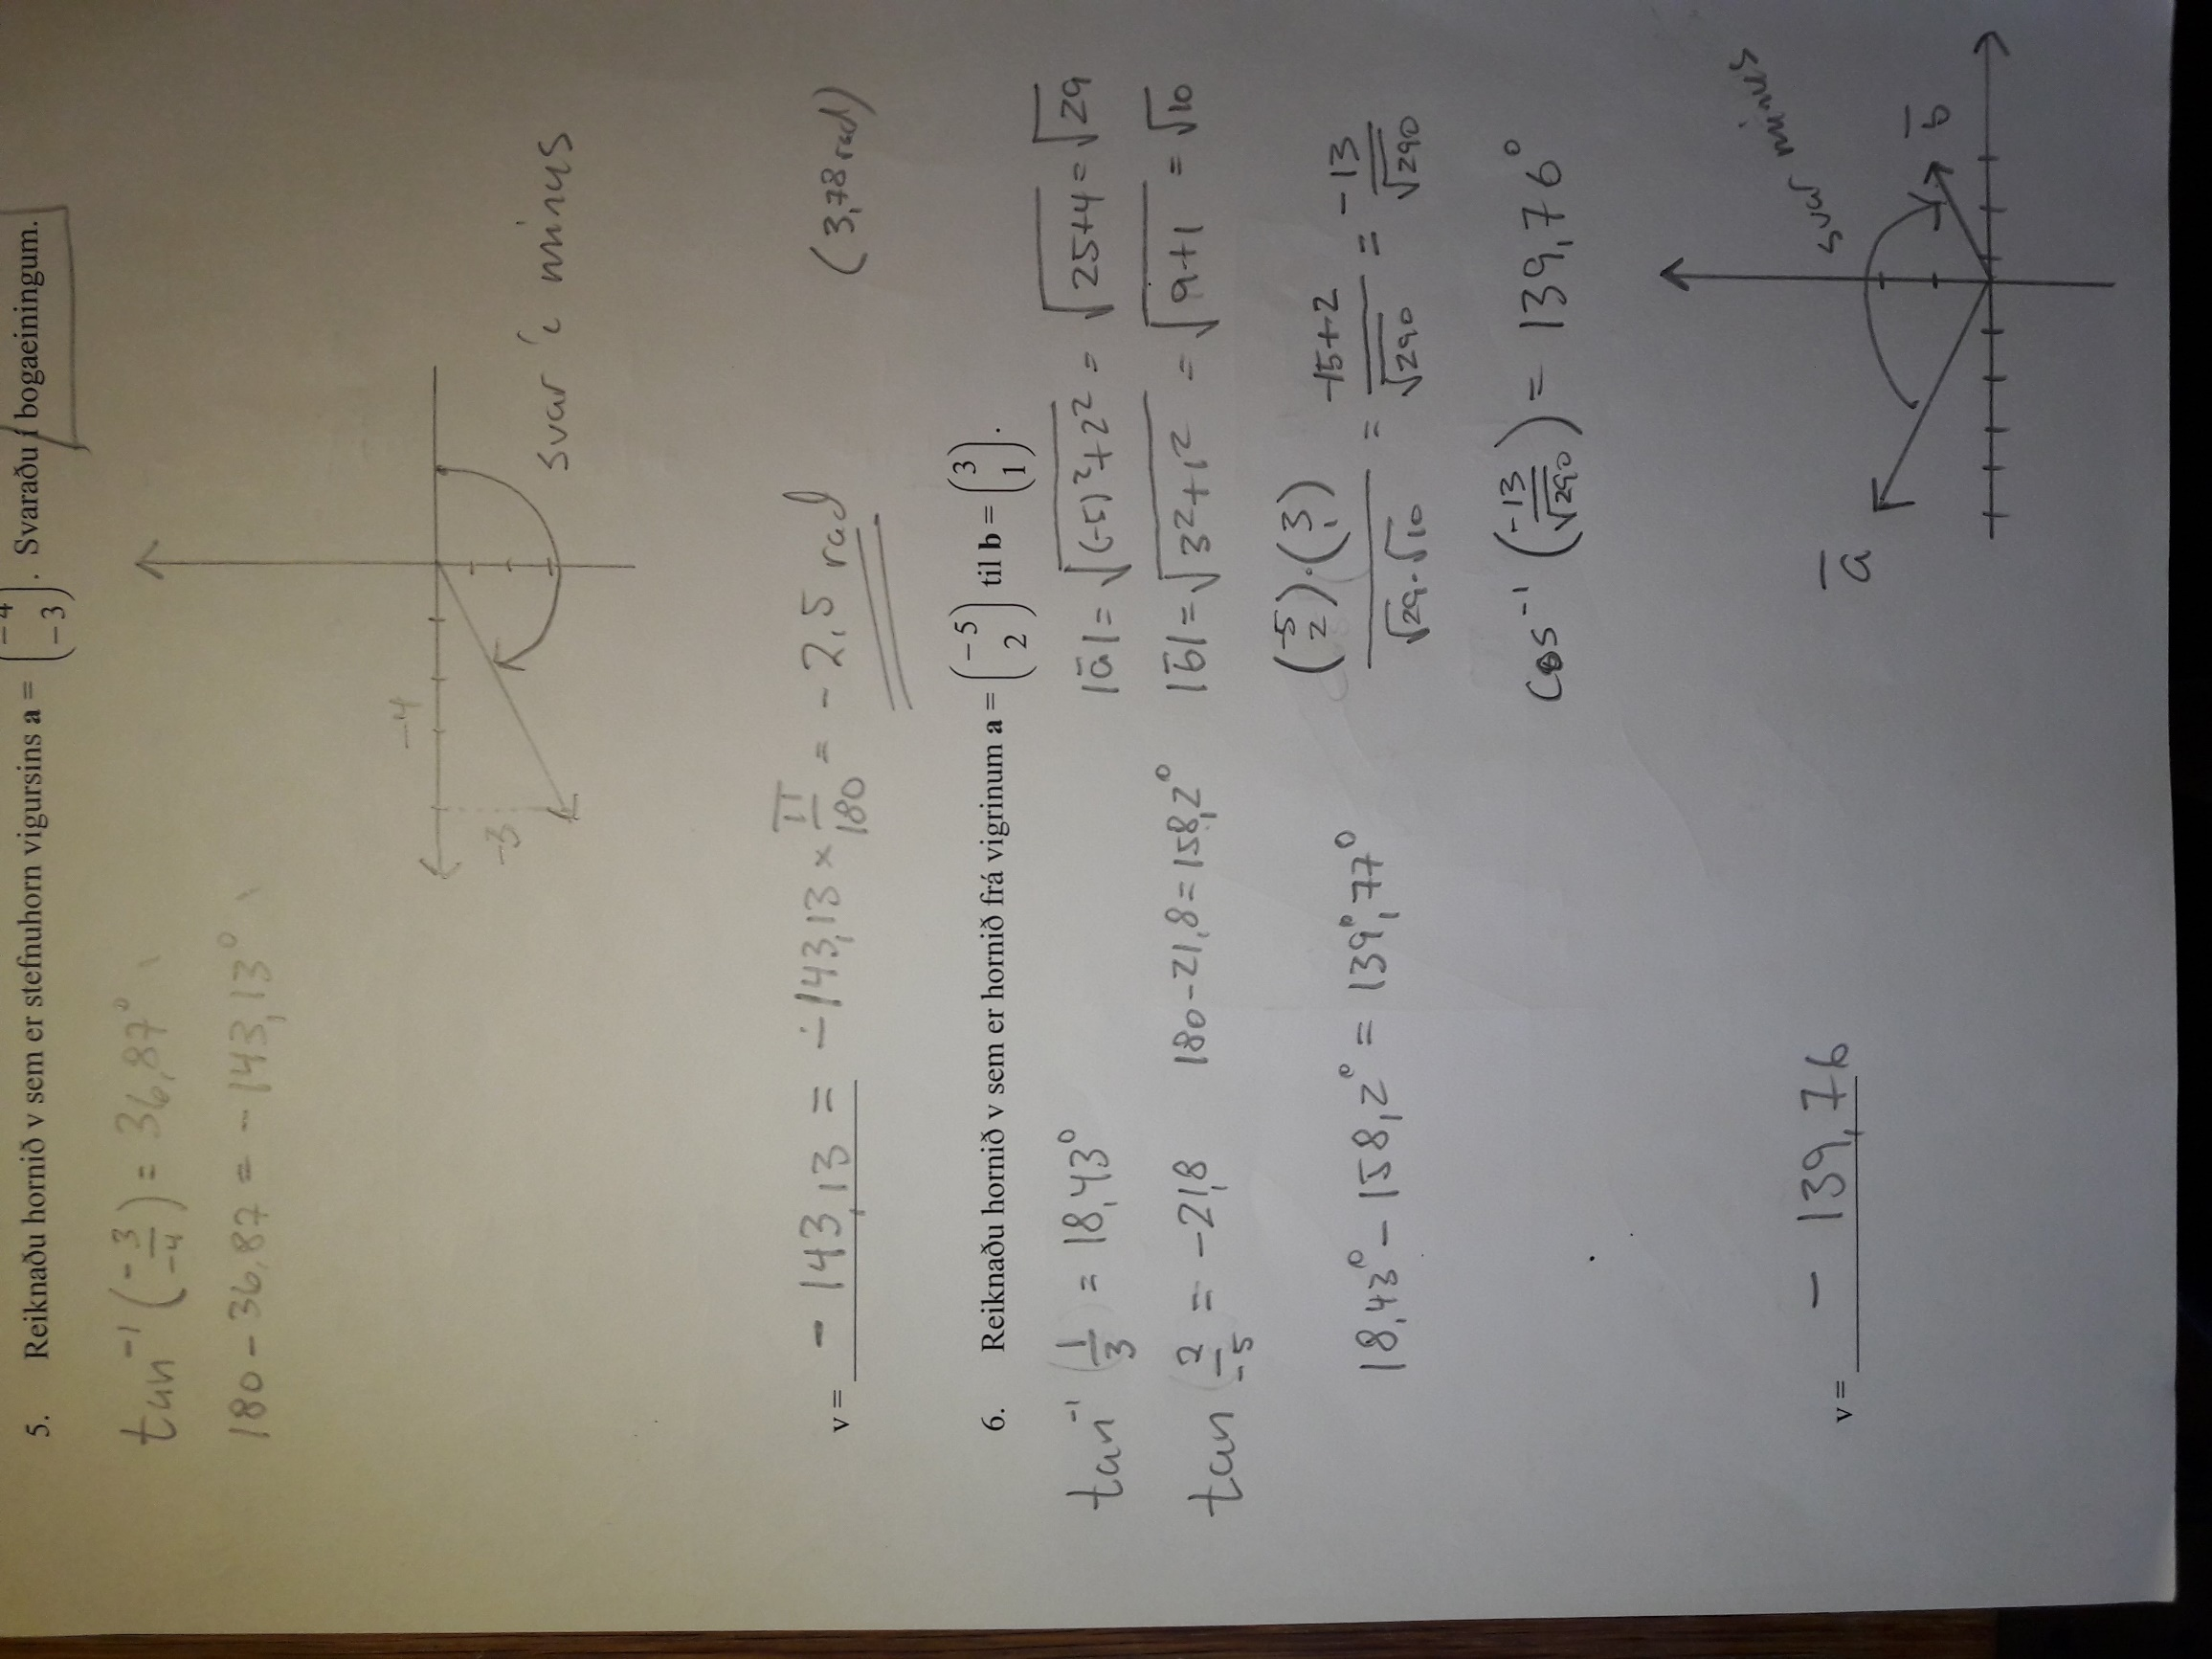 5. Reiknaðu hornið v sem er stefnuhorn vigursins a = (-4 -3). Svaraðu í bogaeiningum.
tan⁻¹(-3/-4) = 36,87°
180-36,87 = -143,13°
-4
-3
svar í mínus
v = -143,13 = -143,13 × π/180 = -2,5 rad (3,78 rad)
6. Reiknaðu hornið v sem er hornið frá vigrinum a = (-5 2) til b = (3 1).
tan⁻¹(1/3) = 18,43°
|a̅| = √(-5)²+2² = √25+4 = √29
tan(2/-5) = -21,8 180-21,8 = 158,2°
|b̅| = √3²+1² = √9+1 = √10
(-5 2)·(3 1)/√29·√10 = -15+2/√290 = -13/√290
18,43° - 158,2° = 139,77°
cos⁻¹(-13/√290) = 139,76°
svar mínus
a̅
b̅
v = -139,76